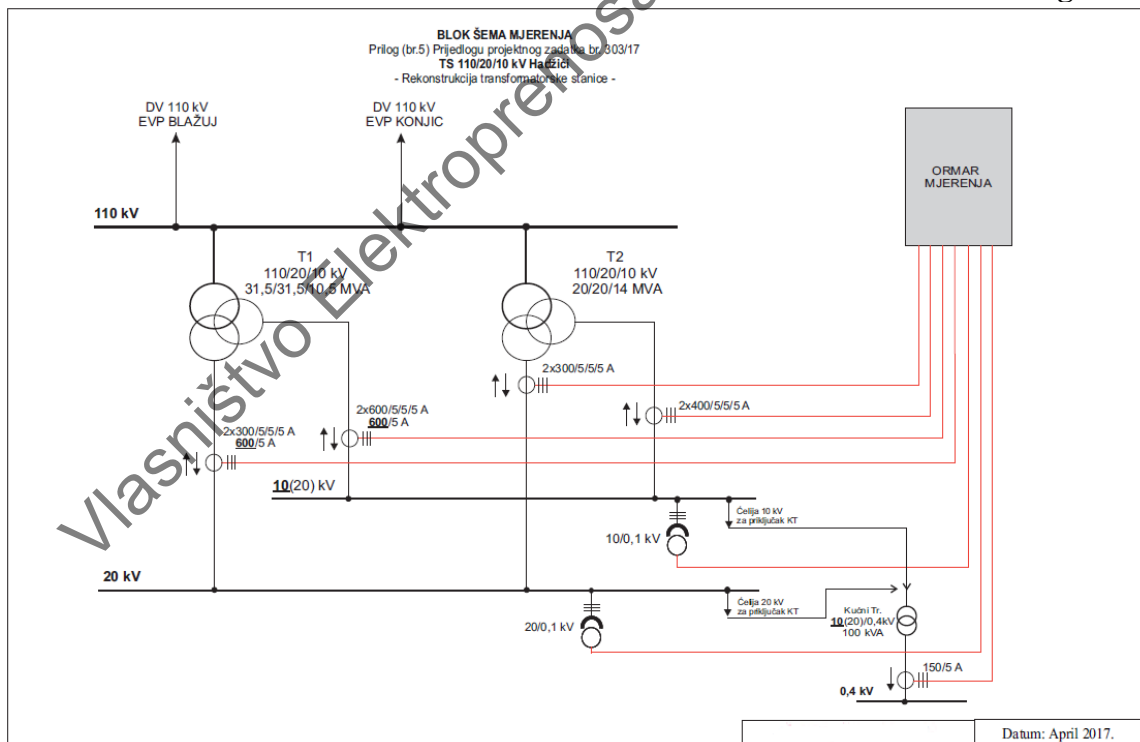 BLOK ŠEMA MJERENJA
Prilog (br.5) Prijedlogu projektnog zadatka br. 303/17
TS 110/20/10 kV Hadžići
- Rekonstrukcija transformatorske stanice -
DV 110 kV
EVP BLAŽUJ
DV 110 kV
EVP KONJIC
ORMAR
MJERENJA
110 kV
T1
110/20/10 kV
31,5/31,5/10,5 MVA
T2
110/20/10 kV
20/20/14 MVA
2x300/5/5/5 A
2x400/5/5/5 A
2x600/5/5/5 A
600/5 A
2x300/5/5/5 A
600/5 A
10(20) kV
Ćelija 10 kV
za priključak KT
10/0,1 kV
20 kV
Ćelija 20 kV
za priključak KT
20/0,1 kV
Kućni Tr.
10(20)/0,4kV
100 kVA
150/5 A
0,4 kV
Datum: April 2017.
Vlasništvo Elektroprenosa